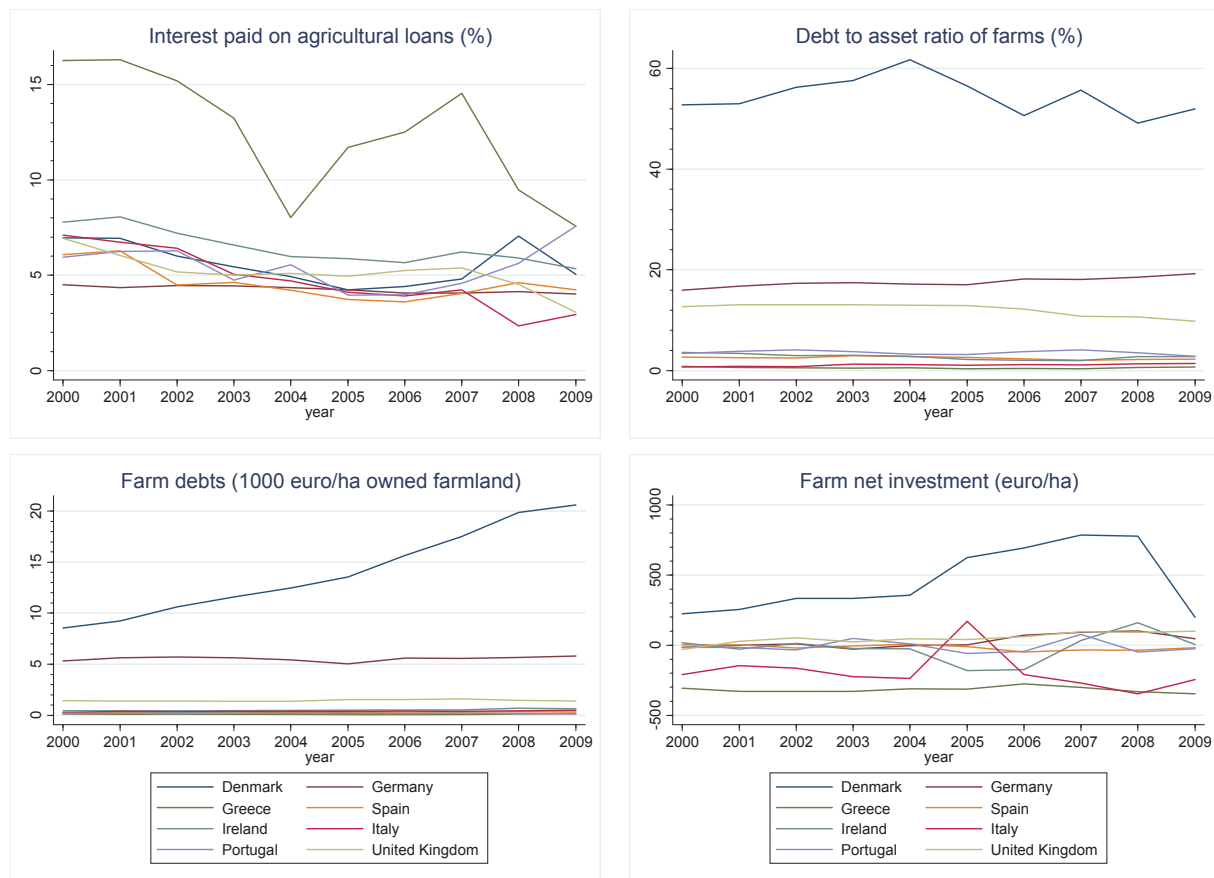 Interest paid on agricultural loans (%)
15
10
5
0
2000 2001 2002 2003 2004 2005 2006 2007 2008 2009
year
Debt to asset ratio of farms (%)
60
40
20
0
2000 2001 2002 2003 2004 2005 2006 2007 2008 2009
year
Farm debts (1000 euro/ha owned farmland)
20
15
10
5
0
2000 2001 2002 2003 2004 2005 2006 2007 2008 2009
year
Denmark Germany
Greece Spain
Ireland Italy
Portugal United Kingdom
Farm net investment (euro/ha)
1000
500
0
-500
2000 2001 2002 2003 2004 2005 2006 2007 2008 2009
year
Denmark Germany
Greece Spain
Ireland Italy
Portugal United Kingdom